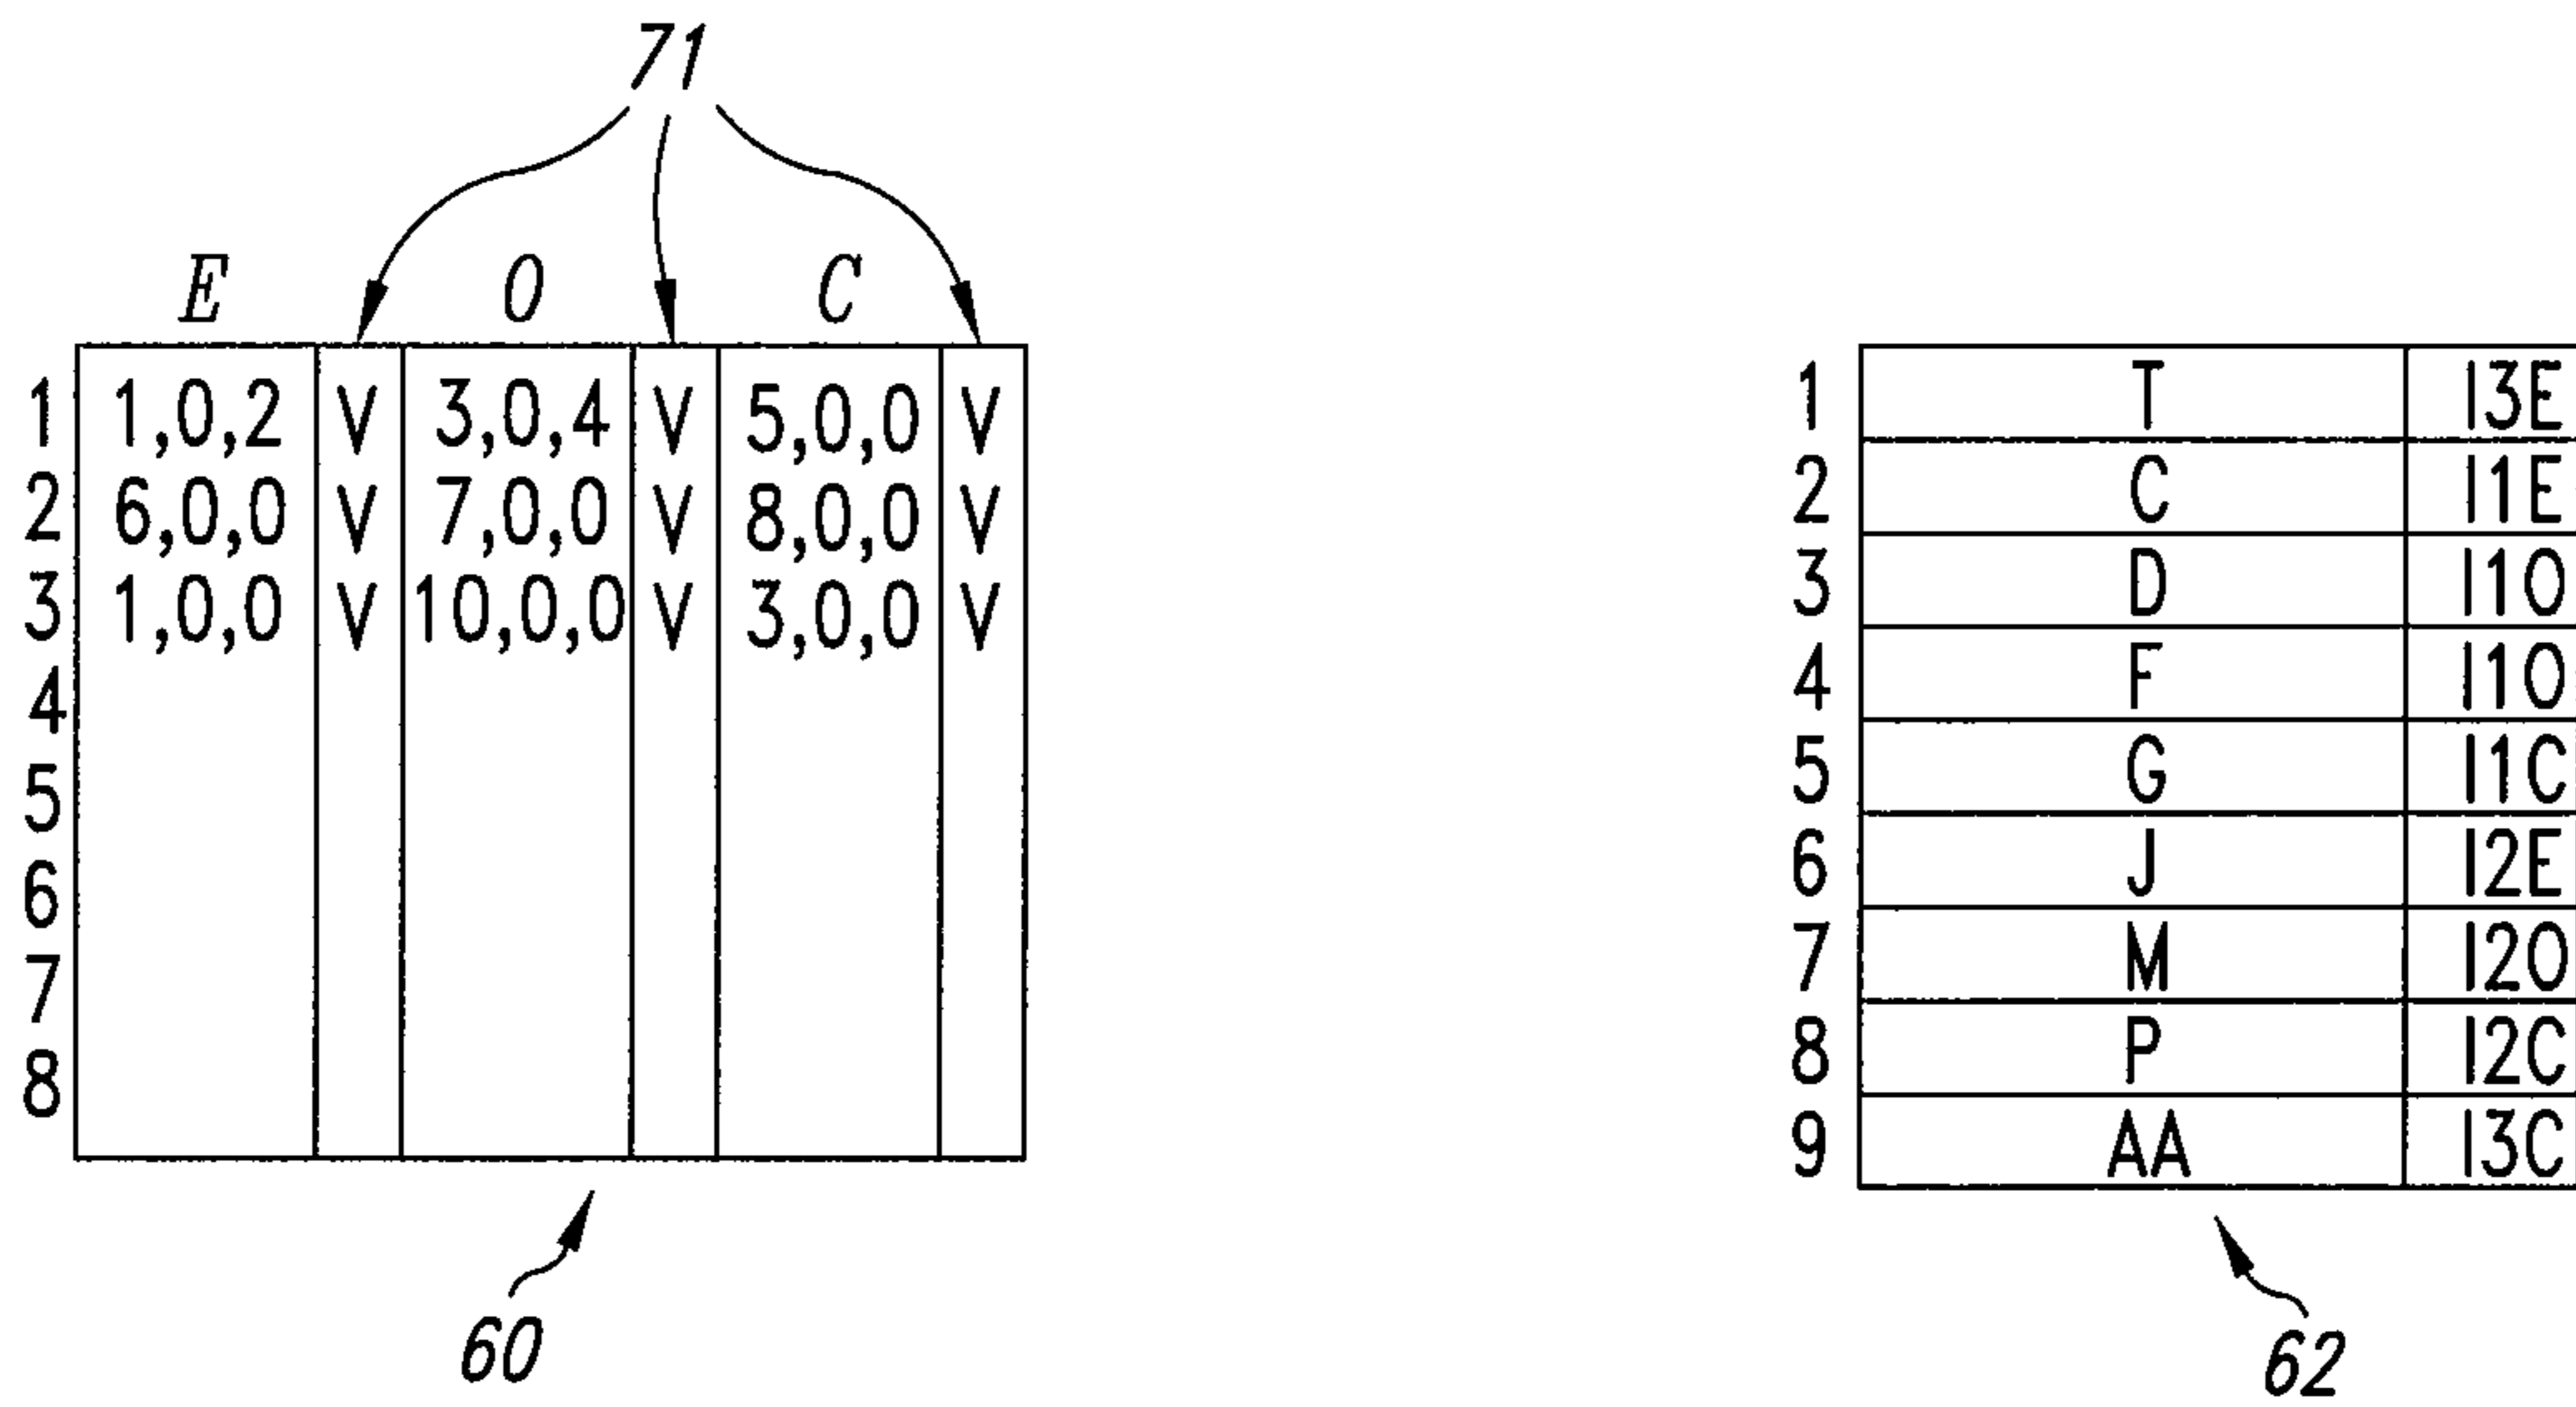 71
E O C
1 1,0,2 V 3,0,4 V 5,0,0 V
2 6,0,0 V 7,0,0 V 8,0,0 V
3 1,0,0 V 10,0,0 V 3,0,0 V
4
5
6
7
8
60
1 T I3E
2 C I1E
3 D I1O
4 F I1O
5 G I1C
6 J I2E
7 M I2O
8 P I2C
9 AA I3C
62